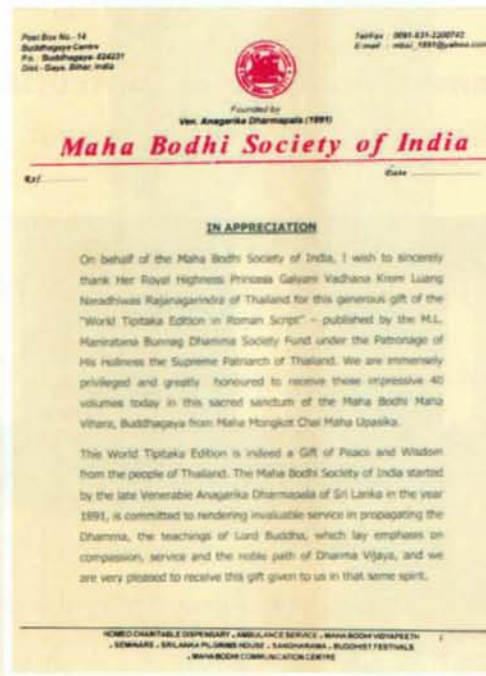 Post Box No.- 14
Buddhagaya Centre
P.o. Buddhagaya- 824231
Dist - Gaya, Bihar, India
Tel/Fax : 0091-631-2200742
E-mail : mbsi_1891@yahoo.com
Founded by
Ven. Anagarika Dharmapala (1891)
Maha Bodhi Society of India
Ref
Date
IN APPRECIATION
On behalf of the Maha Bodhi Society of India, I wish to sincerely
thank Her Royal Highness Princess Galyani Vadhana Krom Luang
Naradhiwas Rajanagarindra of Thailand for this generous gift of the
"World Tipitaka Edition in Roman Script" – published by the M.L.
Maniratana Bunnag Dhamma Society Fund under the Patronage of
His Holiness the Supreme Patriarch of Thailand. We are immensely
privileged and greatly honoured to receive these impressive 40
volumes today in this sacred sanctum of the Maha Bodhi Maha
Vihara, Buddhagaya from Maha Mongkot Chai Maha Upasika.
This World Tipitaka Edition is indeed a Gift of Peace and Wisdom
from the people of Thailand. The Maha Bodhi Society of India started
by the late Venerable Anagarika Dharmapala of Sri Lanka in the year
1891, is committed to rendering invaluable service in propagating the
Dhamma, the teachings of Lord Buddha, which lay emphasis on
compassion, service and the noble path of Dharma Vijaya, and we
are very pleased to receive this gift given to us in that same spirit.
HOMEO CHARITABLE DISPENSARY . AMBULANCE SERVICE . MAHA BODHI VIDYAPEETH
. SEMINARS . SRILANKA PILGRIMS HOUSE . SANGHARAMA . BUDDHIST FESTIVALS
. MAHA BODHI COMMUNICATION CENTRE